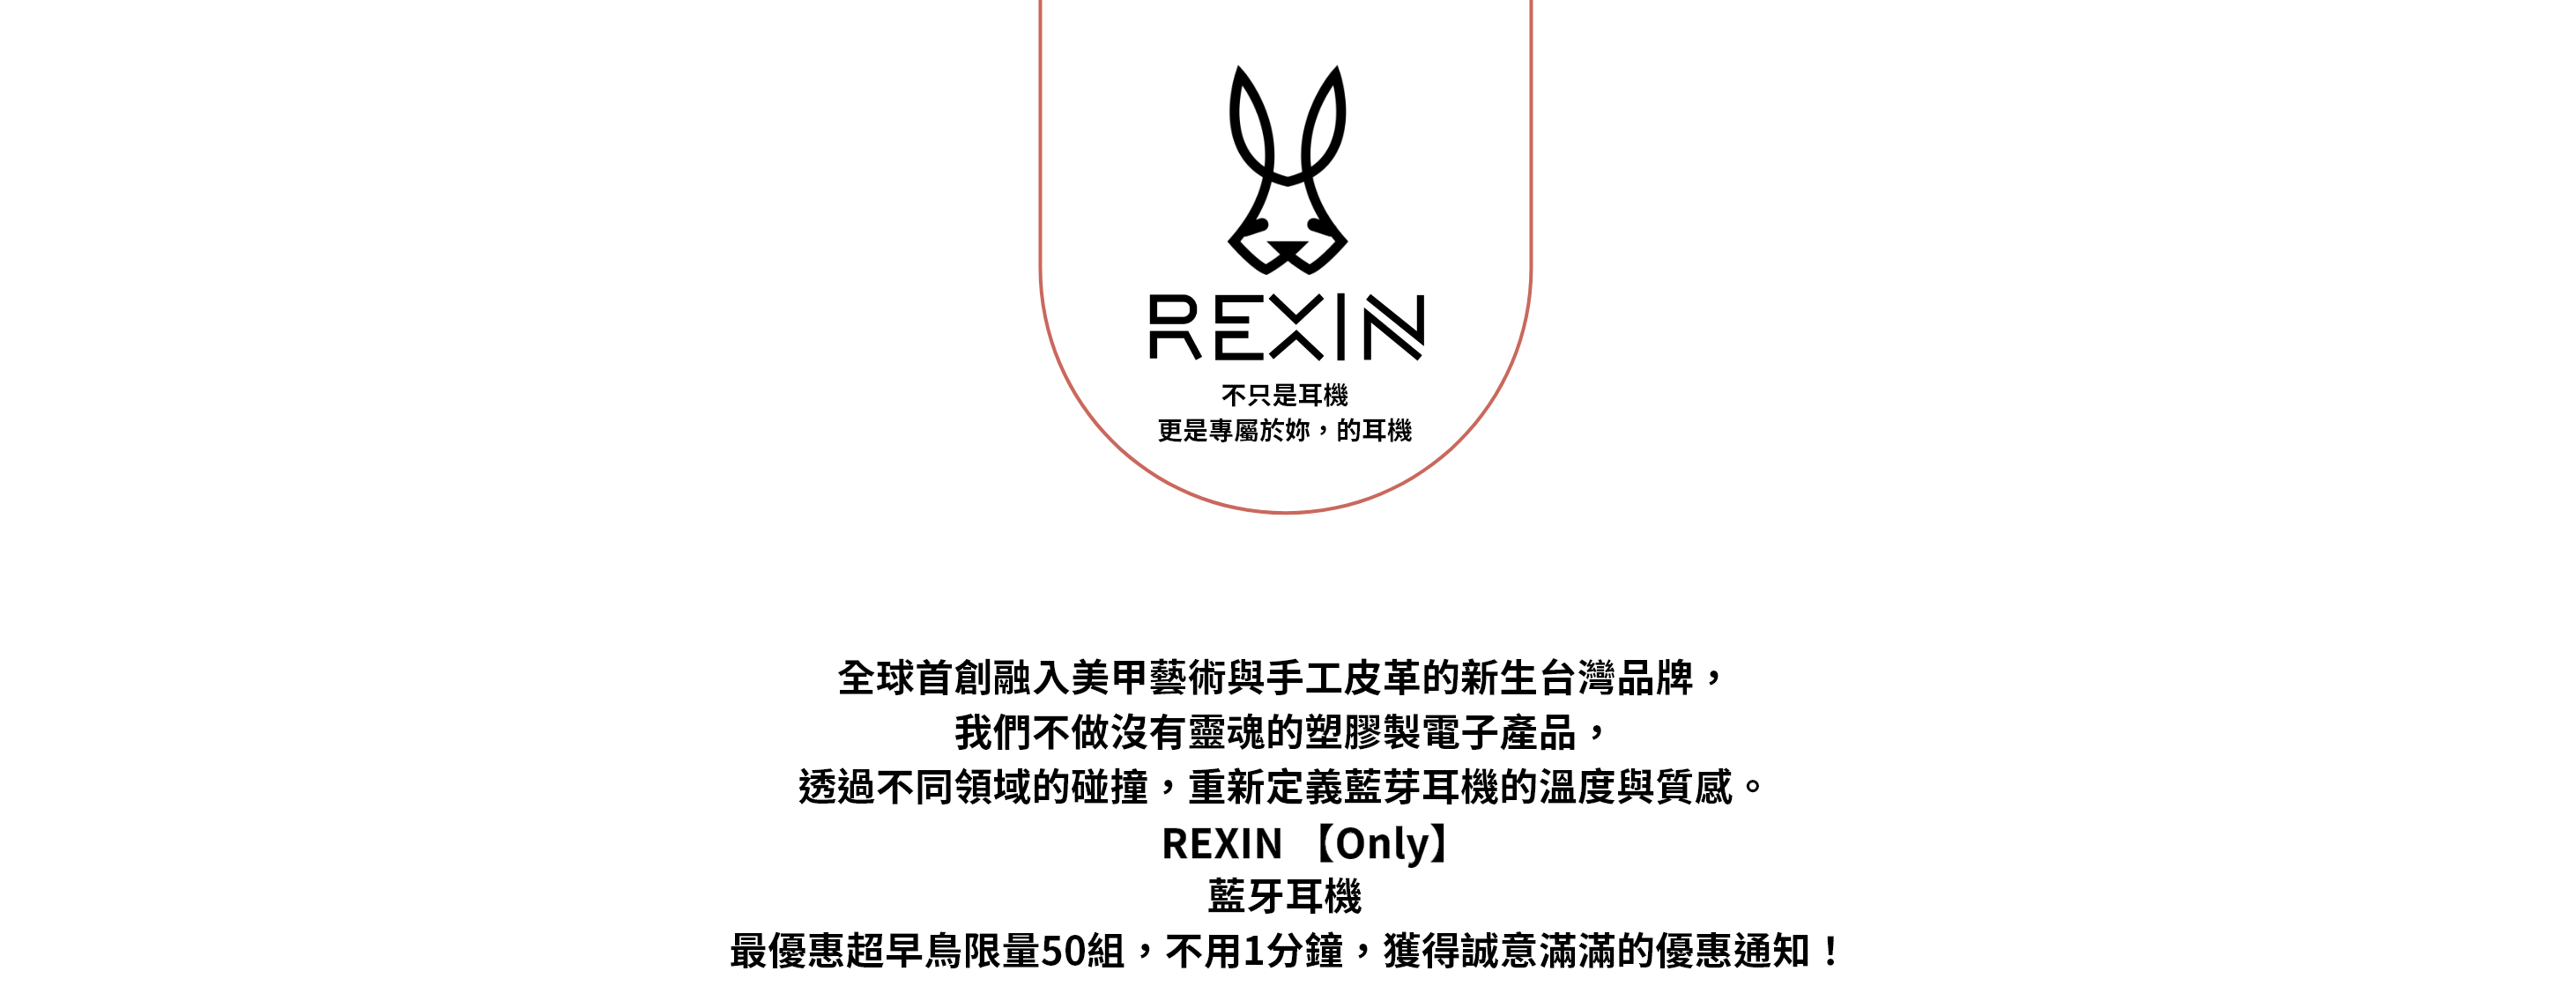 REXIN
不只是耳機
更是專屬於妳，的耳機
全球首創融入美甲藝術與手工皮革的新生台灣品牌，
我們不做沒有靈魂的塑膠製電子產品，
透過不同領域的碰撞，重新定義藍芽耳機的溫度與質感。
REXIN 【Only】
藍牙耳機
最優惠超早鳥限量50組，不用1分鐘，獲得誠意滿滿的優惠通知！